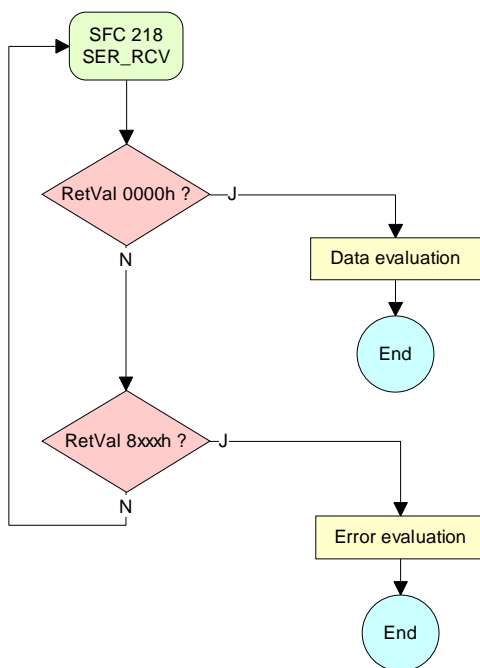 SFC 218
SER_RCV
RetVal 0000h ?
J
N
Data evaluation
End
RetVal 8xxxh ?
J
N
Error evaluation
End